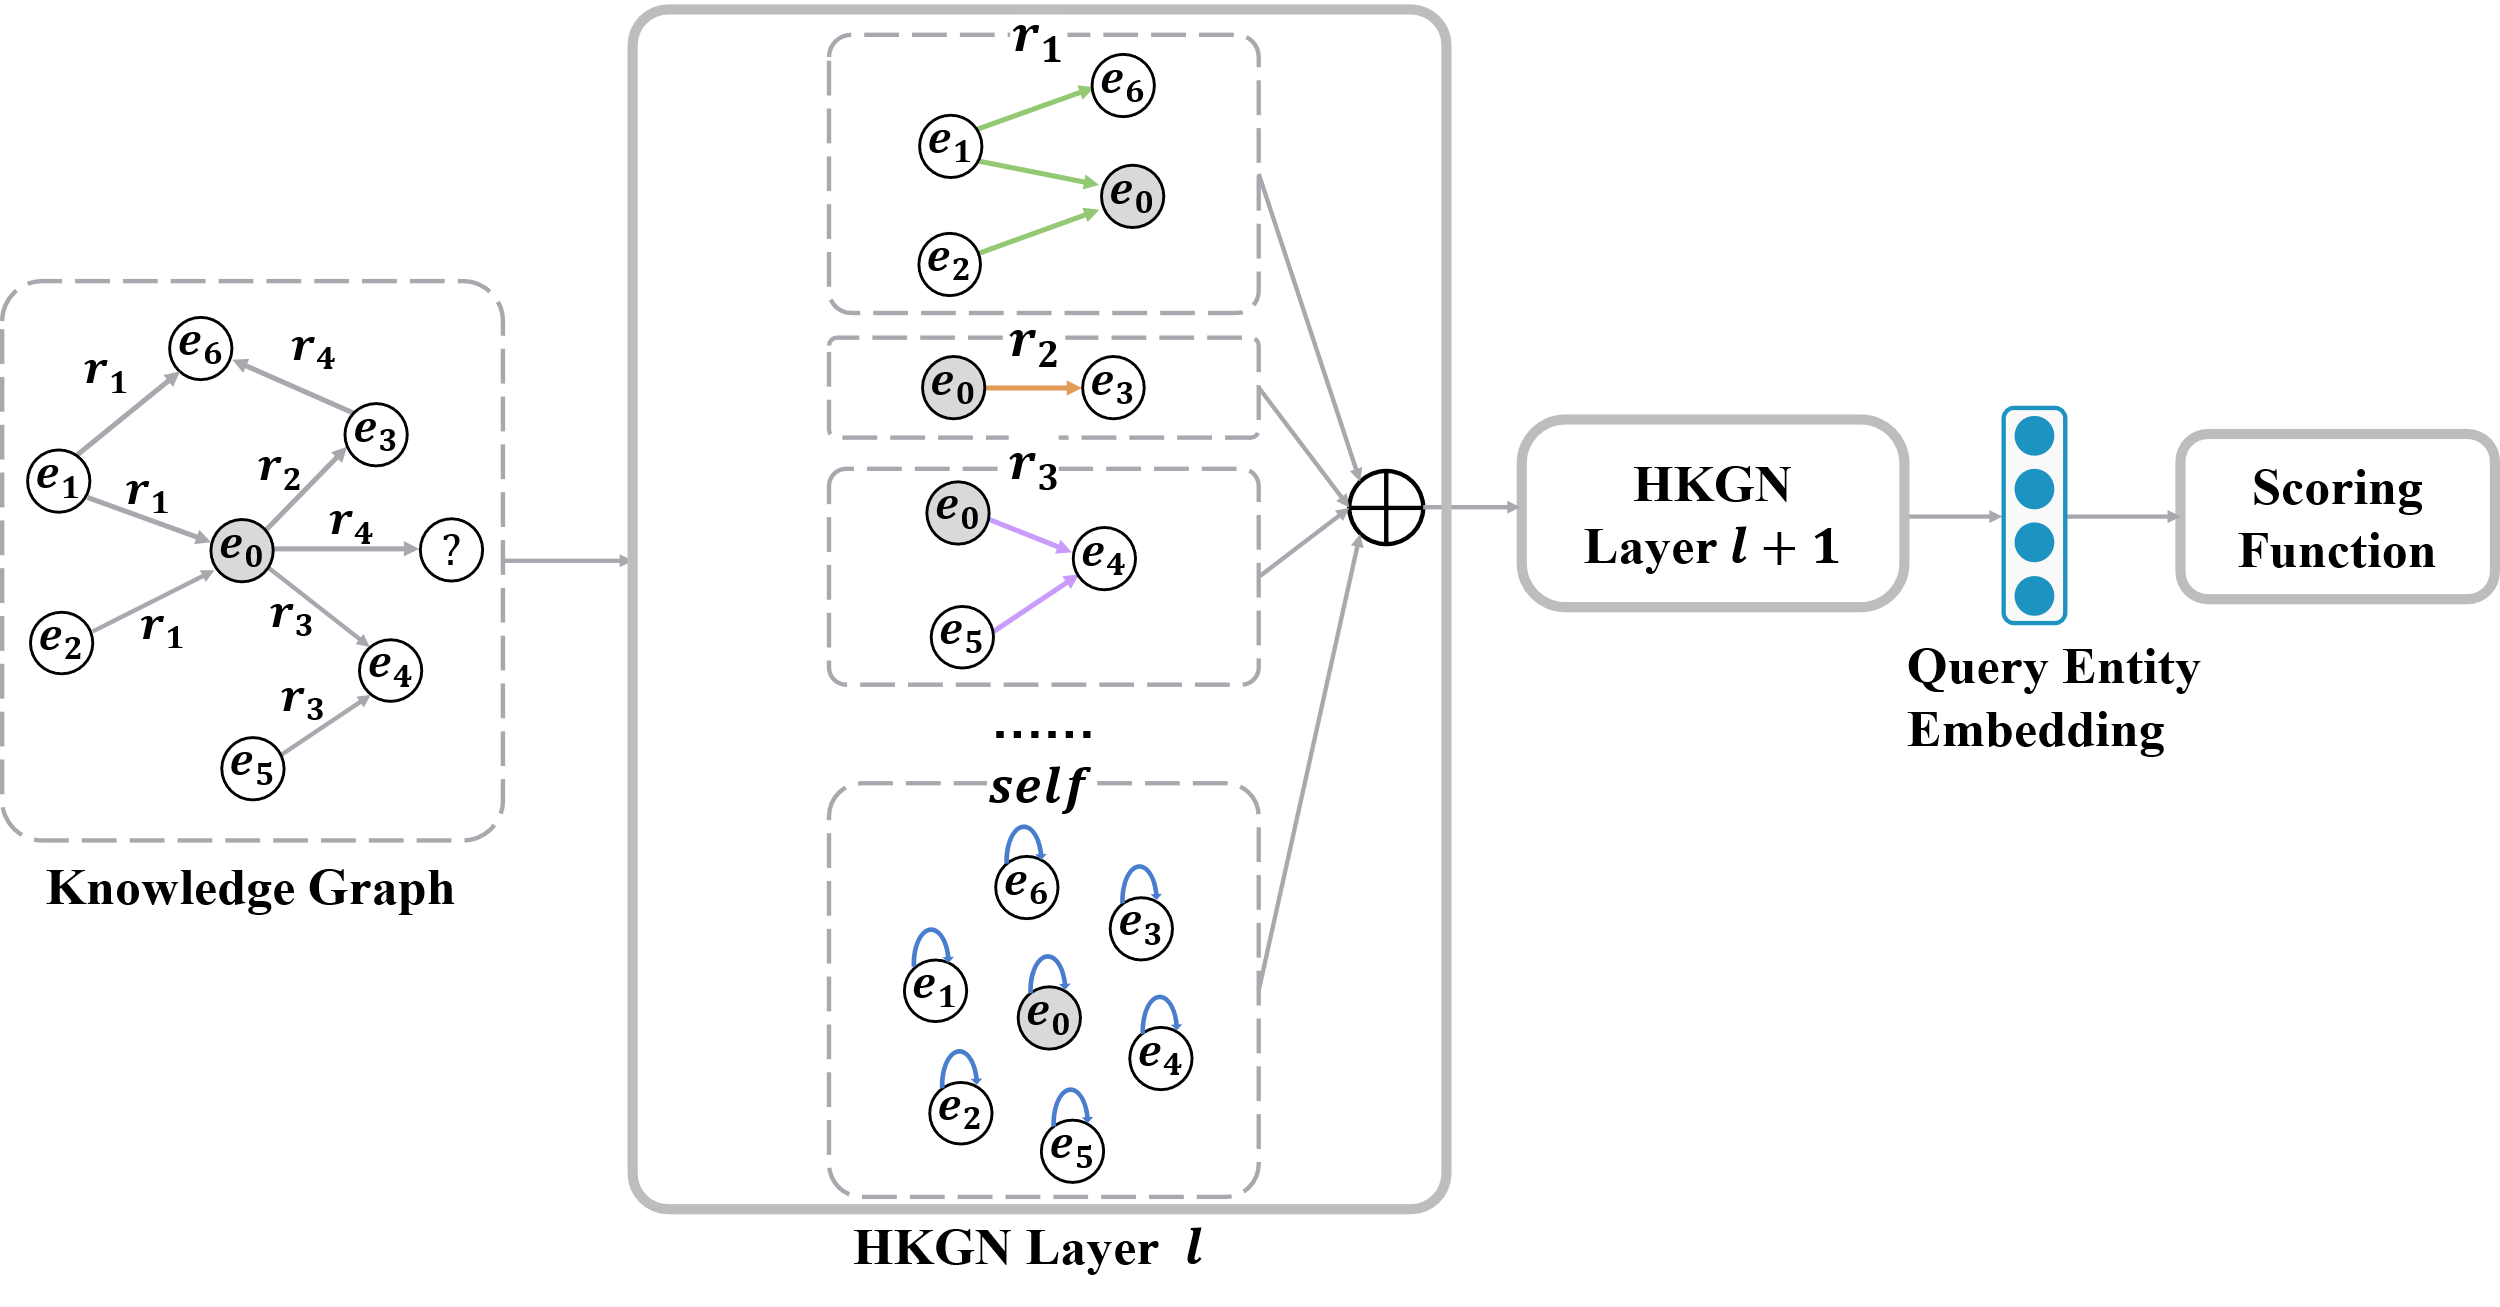 r1
e6
e1
e0
e2
r2
e0
e3
r3
e0
e4
e5
......
self
e6
e3
e1
e0
e4
e2
e5
HKGN Layer l
e6
r4
r1
e3
e1
r1
r2
r4
e0
?
r3
e2
r1
e4
r3
e5
Knowledge Graph
HKGN
Layer l + 1
Query Entity
Embedding
Scoring
Function